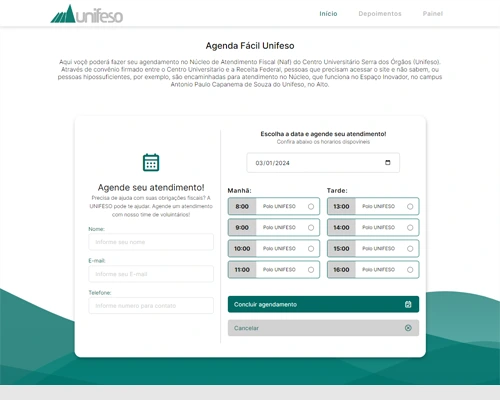 unifeso
Início Depoimentos Painel
Agenda Fácil Unifeso
Aqui voçê poderá fazer seu agendamento no Núcleo de Atendimento Fiscal (Naf) do Centro Universitário Serra dos Órgãos (Unifeso).
Através de convênio firmado entre o Centro Universitario e a Receita Federal, pessoas que precisam acessar o site e não sabem, ou
pessoas hipossuficientes, por exemplo, são encaminhadas para atendimento no Núcleo, que funciona no Espaço Inovador, no campus
Antonio Paulo Capanema de Souza do Unifeso, no Alto.
Agende seu atendimento!
Precisa de ajuda com suas obrigações fiscais? A
UNIFESO pode te ajudar. Agende um atendimento
com nosso time de voluntários!
Nome:
Informe seu nome
E-mail:
Informe seu E-mail
Telefone:
Informe numero para contato
Escolha a data e agende seu atendimento!
Confira abaixo os horarios disponíveis
03/01/2024
Manhã:
8:00 Polo UNIFESO
9:00 Polo UNIFESO
10:00 Polo UNIFESO
11:00 Polo UNIFESO
Tarde:
13:00 Polo UNIFESO
14:00 Polo UNIFESO
15:00 Polo UNIFESO
16:00 Polo UNIFESO
Concluir agendamento
Cancelar